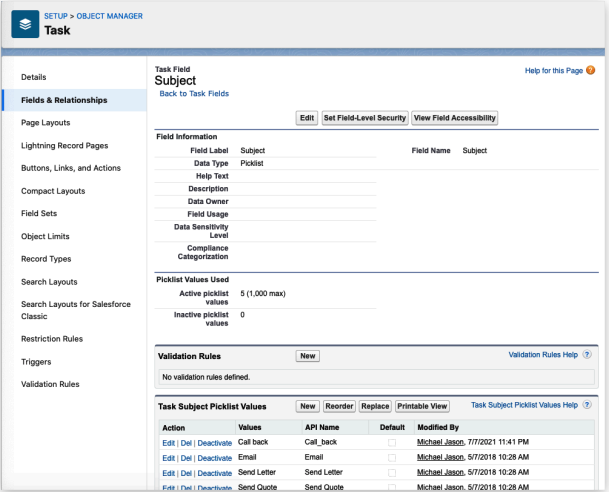 SETUP > OBJECT MANAGER
Task
Details
Fields & Relationships
Page Layouts
Lightning Record Pages
Buttons, Links, and Actions
Compact Layouts
Field Sets
Object Limits
Record Types
Search Layouts
Search Layouts for Salesforce
Classic
Restriction Rules
Triggers
Validation Rules
Task Field
Subject
Back to Task Fields
Help for this Page ?
Edit Set Field-Level Security View Field Accessibility
Field Information
Field Label Subject Field Name Subject
Data Type Picklist
Help Text
Description
Data Owner
Field Usage
Data Sensitivity
Level
Compliance
Categorization
Picklist Values Used
Active picklist 5 (1,000 max)
values
Inactive picklist 0
values
Validation Rules New Validation Rules Help ?
No validation rules defined.
Task Subject Picklist Values New Reorder Replace Printable View Task Subject Picklist Values Help ?
Action Values API Name Default Modified By
Edit | Del | Deactivate Call back Call_back Michael Jason, 7/7/2021 11:41 PM
Edit | Del | Deactivate Email Email Michael Jason, 5/7/2018 10:28 AM
Edit | Del | Deactivate Send Letter Send Letter Michael Jason, 5/7/2018 10:28 AM
Edit | Del | Deactivate Send Quote Send Quote Michael Jason, 5/7/2018 10:28 AM